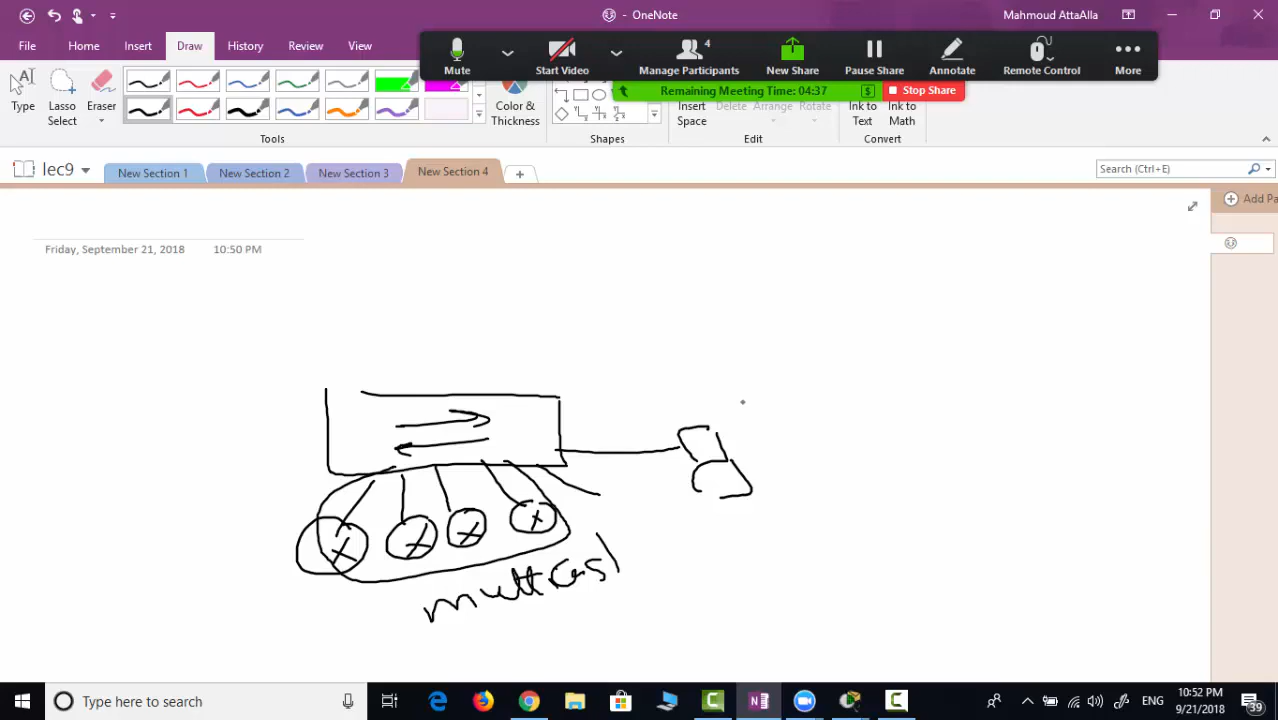 OneNote
Mahmoud AttaAlla
File Home Insert Draw History Review View
Mute Start Video Manage Participants 4 New Share Pause Share Annotate Remote Control More
Remaining Meeting Time: 04:37 $ Stop Share
Type Lasso Select Eraser Color & Thickness Insert Space Delete Arrange Rotate Ink to Text Ink to Math
Tools Shapes Edit Convert
lec9 New Section 1 New Section 2 New Section 3 New Section 4 + Search (Ctrl+E)
Add Pa
Friday, September 21, 2018 10:50 PM
multicast
Type here to search ENG 10:52 PM
9/21/2018 39